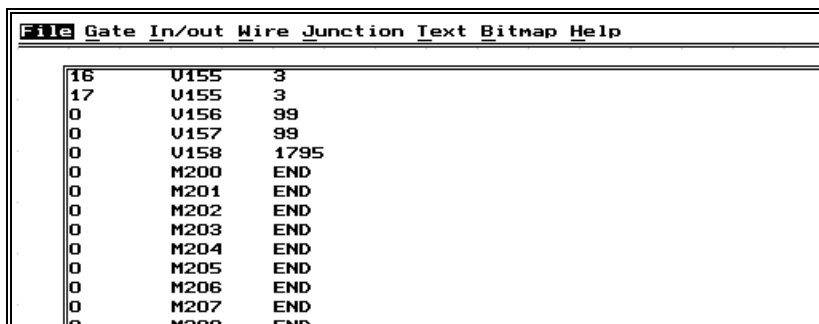 File Gate In/out Wire Junction Text Bitmap Help
16 V155 3
17 V155 3
0 V156 99
0 V157 99
0 V158 1795
0 M200 END
0 M201 END
0 M202 END
0 M203 END
0 M204 END
0 M205 END
0 M206 END
0 M207 END